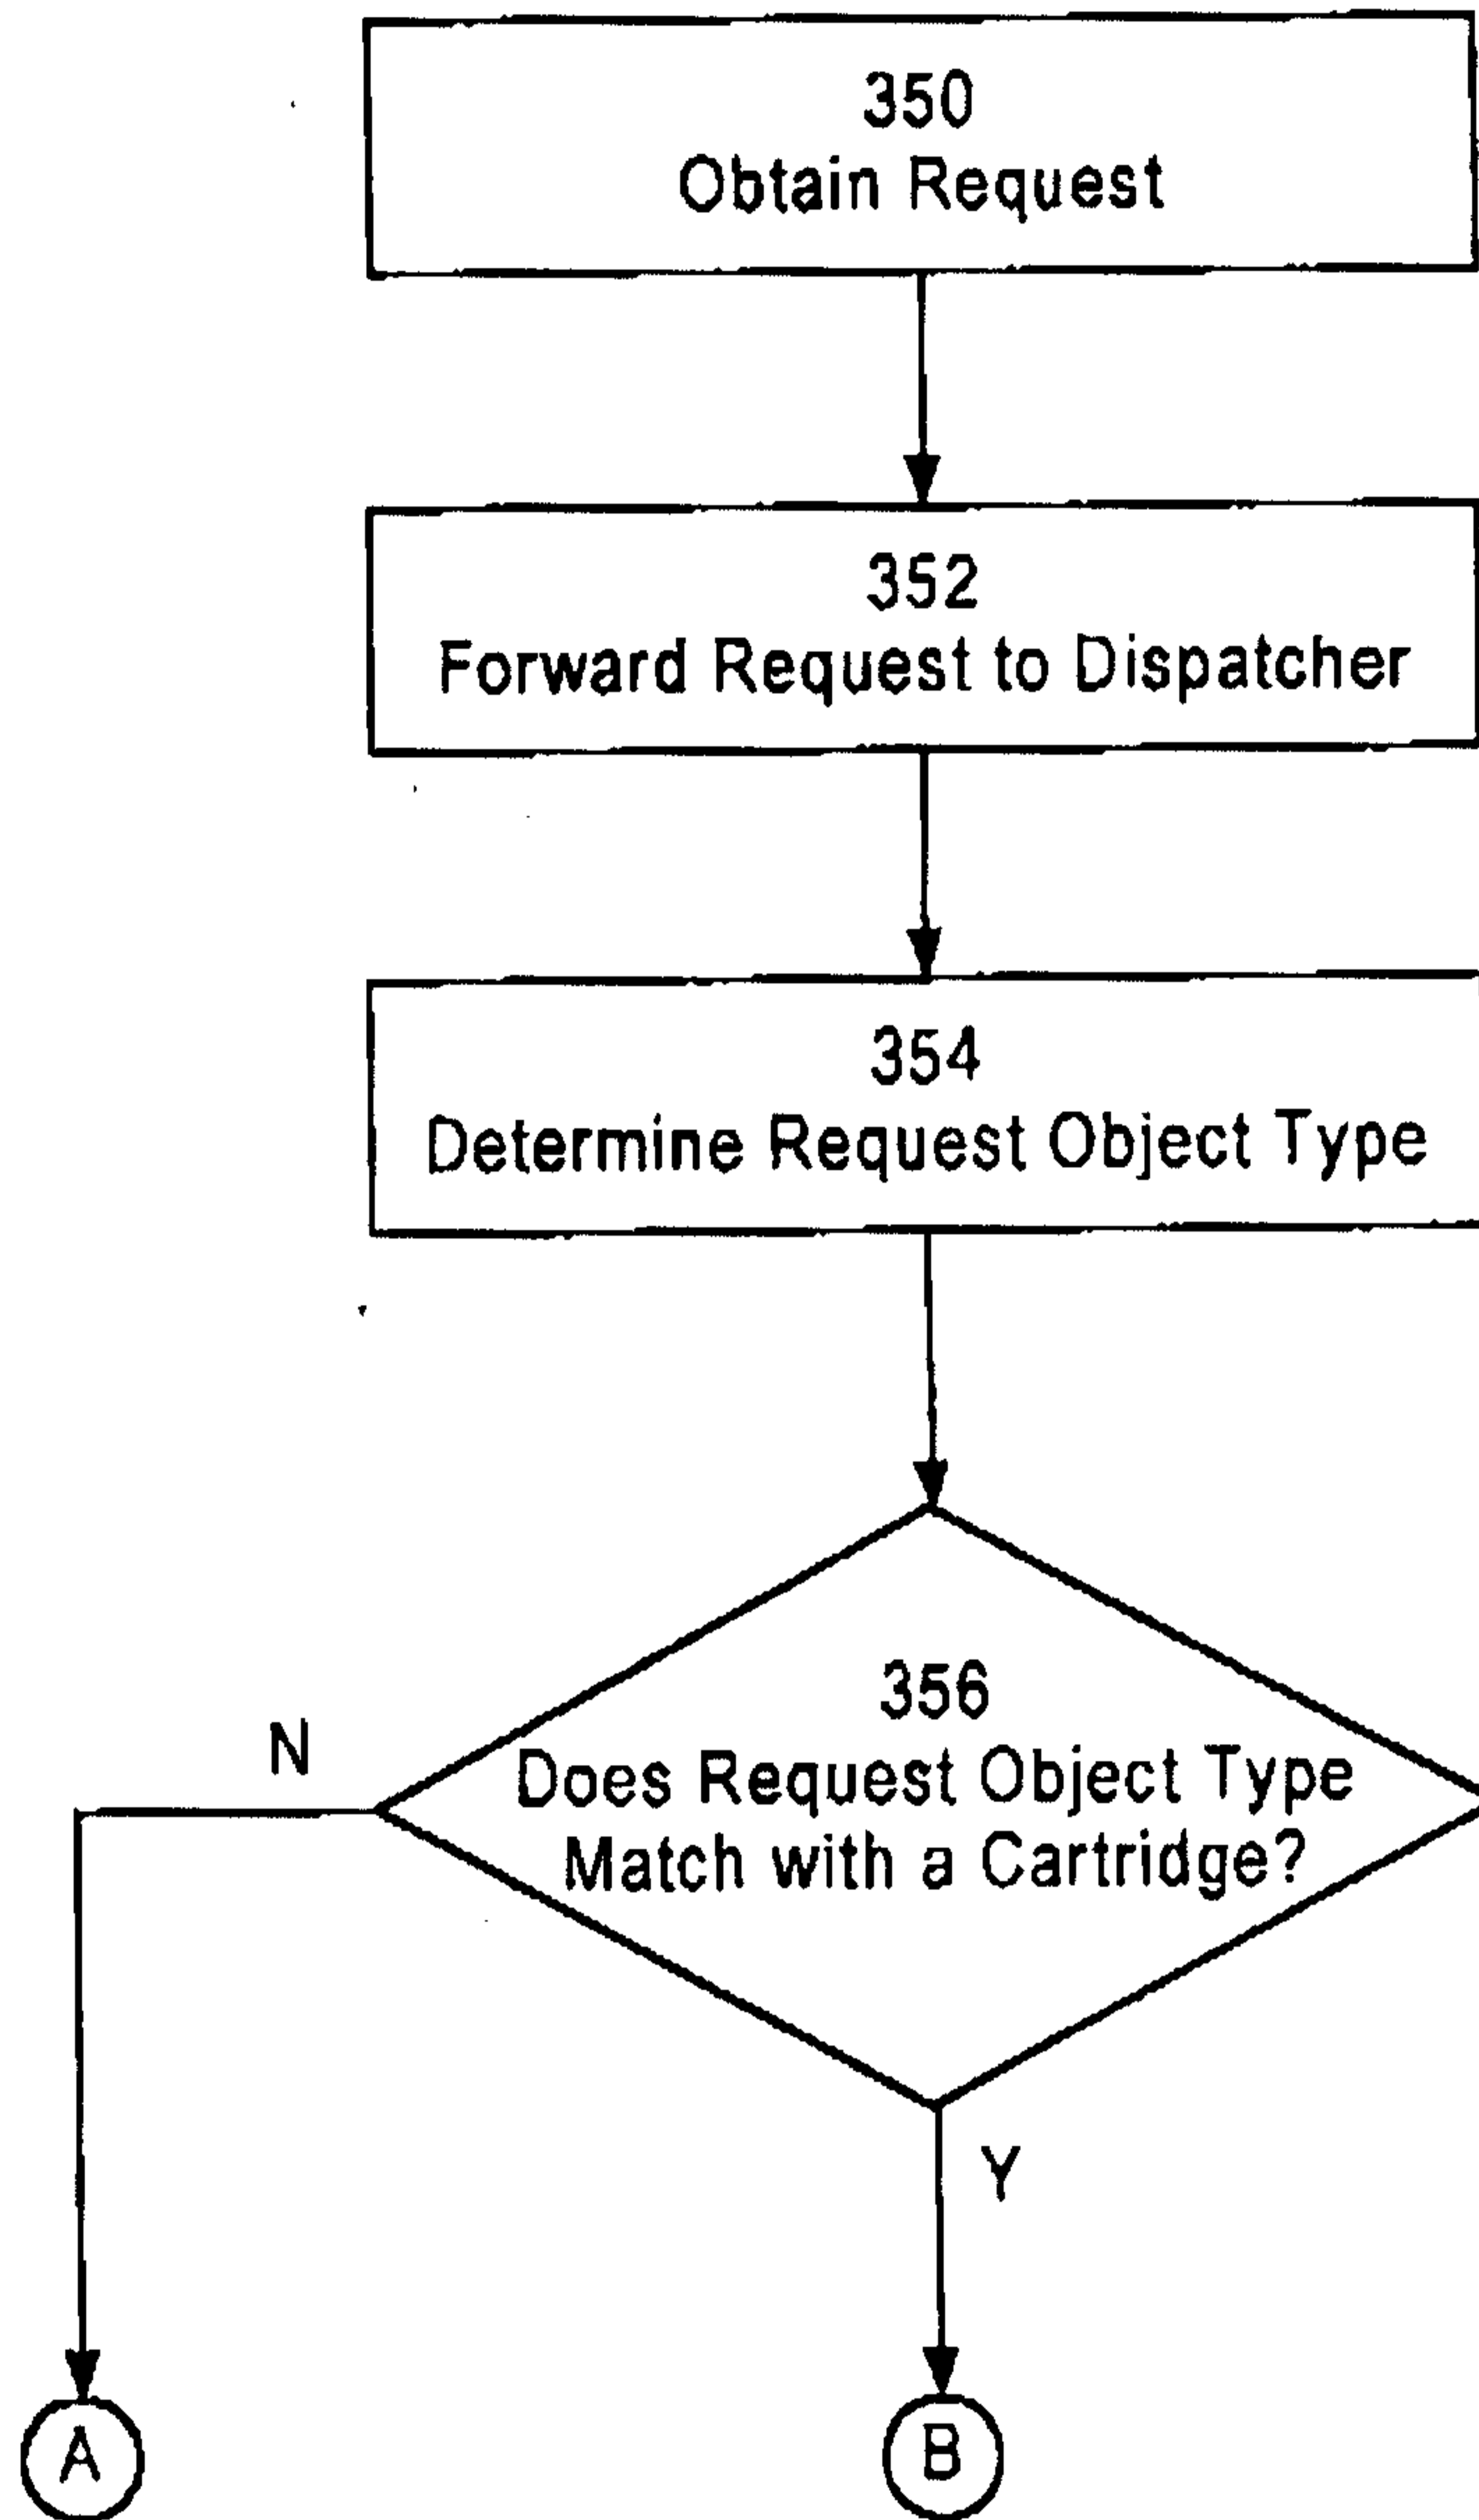 350
Obtain Request
352
Forward Request to Dispatcher
354
Determine Request Object Type
356
Does Request Object Type
Match with a Cartridge?
N
Y
A
B